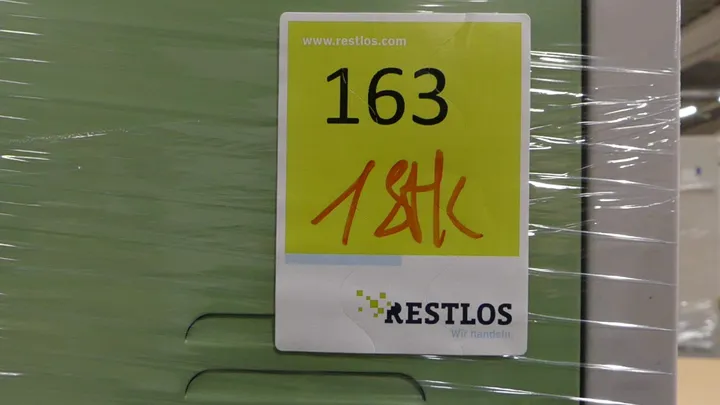 www.restlos.com
163
1 Stk
RESTLOS
Wir handeln.